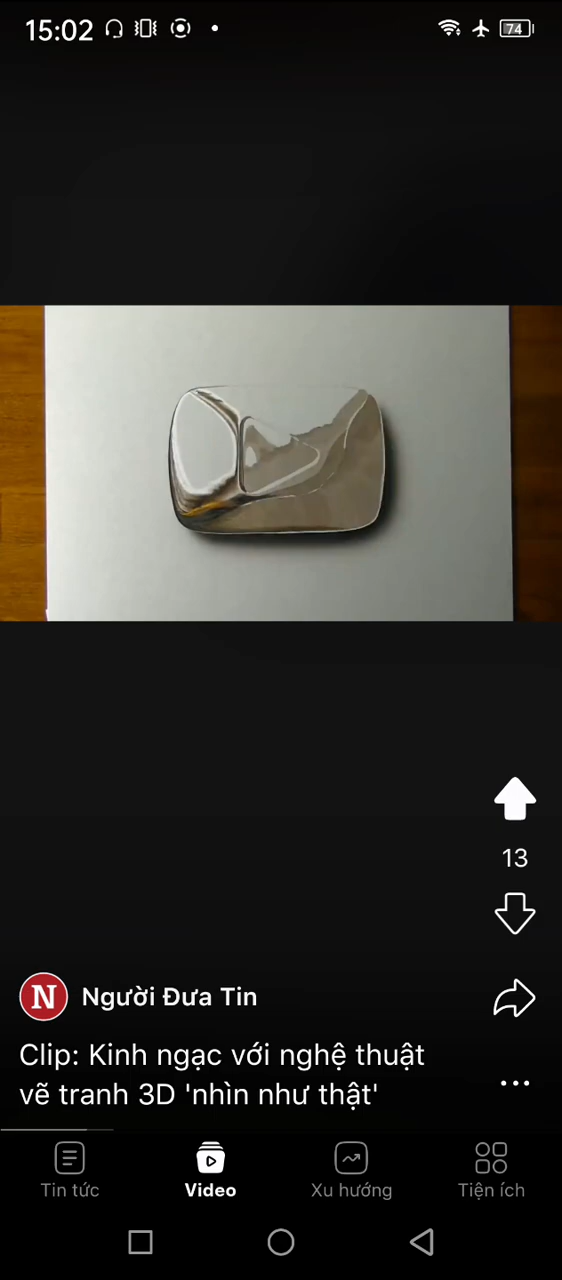 15:02
74
13
N
Người Đưa Tin
Clip: Kinh ngạc với nghệ thuật
vẽ tranh 3D 'nhìn như thật'
Tin tức
Video
Xu hướng
Tiện ích